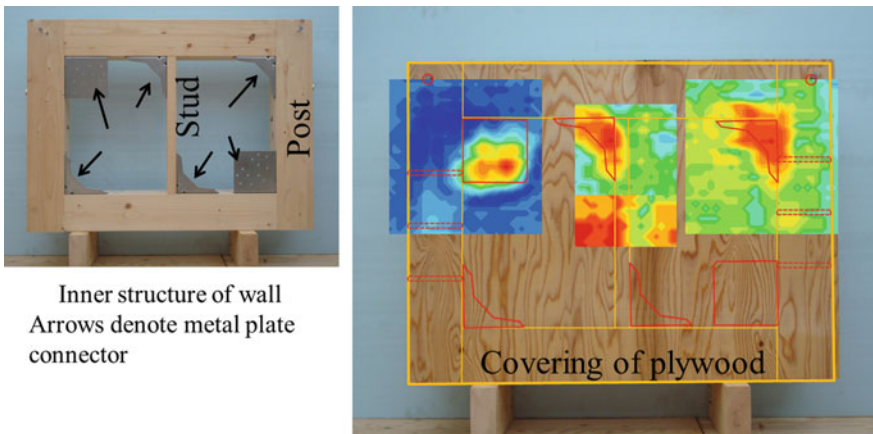 Stud
Post
Inner structure of wall
Arrows denote metal plate
connector
Covering of plywood